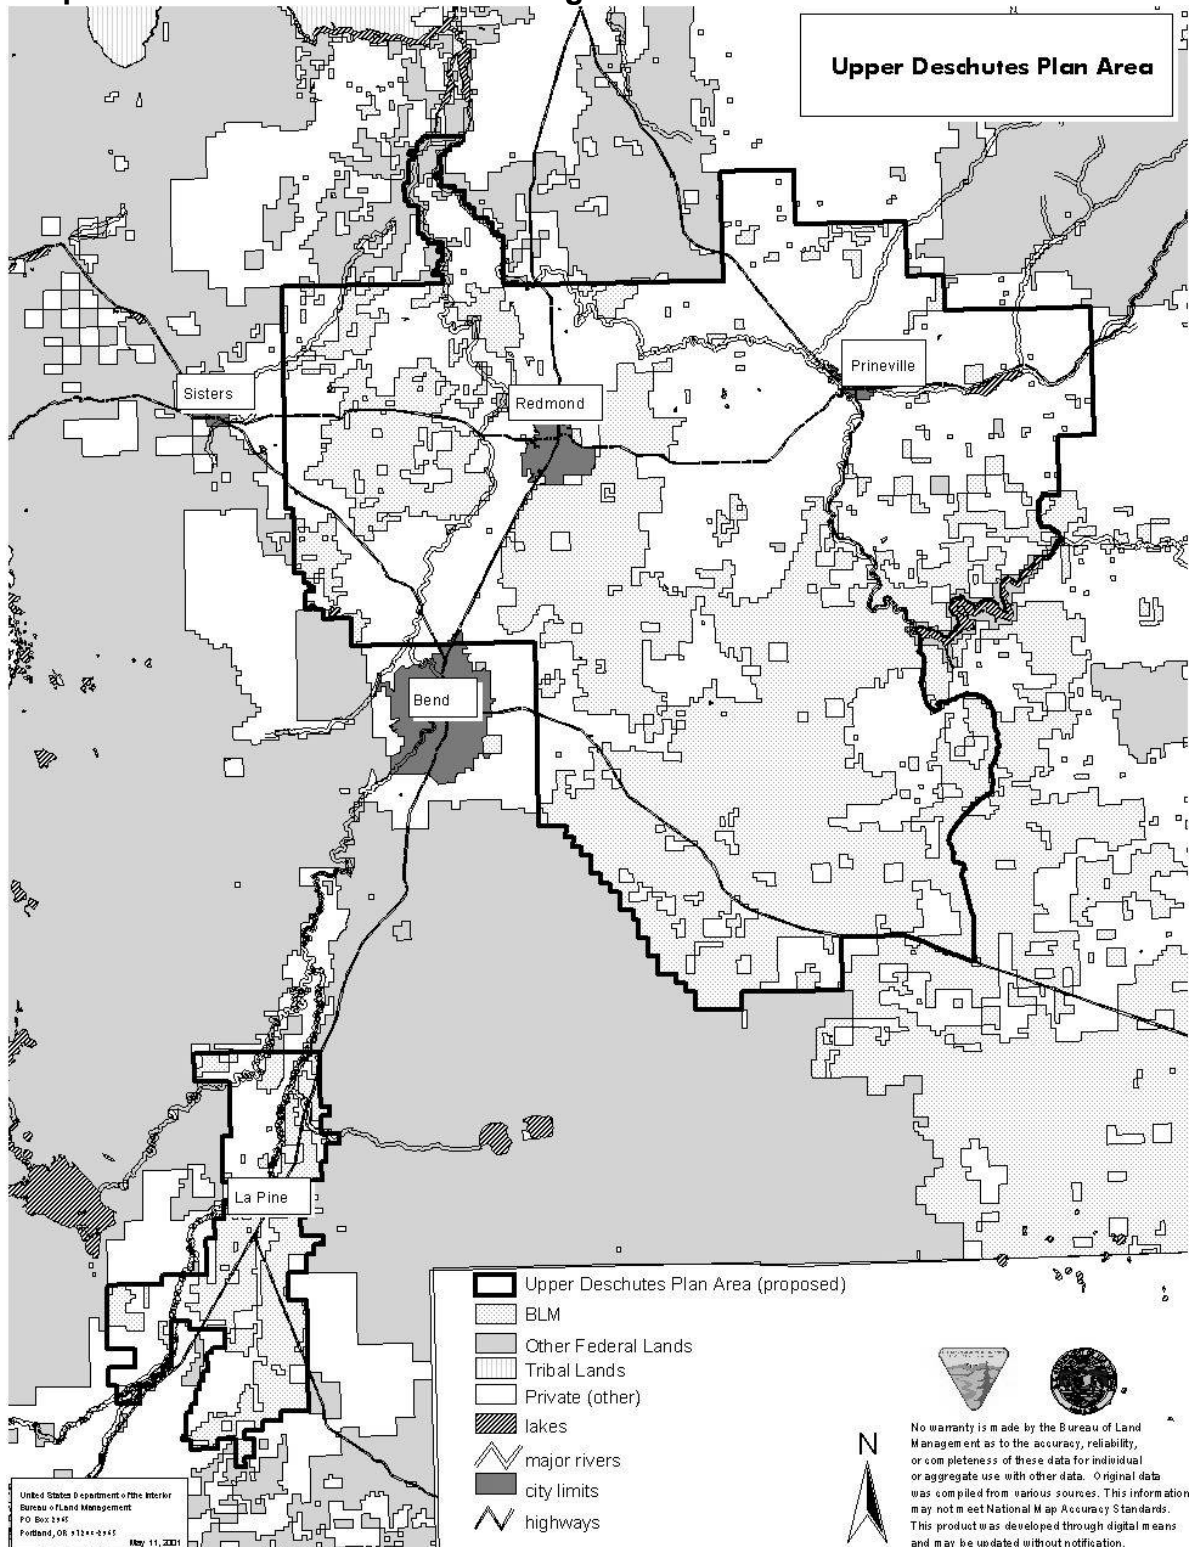 Upper Deschutes Plan Area
Sisters
Redmond
Prineville
Bend
La Pine
Upper Deschutes Plan Area (proposed)
BLM
Other Federal Lands
Tribal Lands
Private (other)
lakes
major rivers
city limits
highways
N
No warranty is made by the Bureau of Land
Management as to the accuracy, reliability,
or completeness of these data for individual
or aggregate use with other data. Original data
was compiled from various sources. This information
may not meet National Map Accuracy Standards.
This product was developed through digital means
and may be updated without notification.
United States Department of the Interior
Bureau of Land Management
PO Box 2965
Portland, OR
May 11, 2001